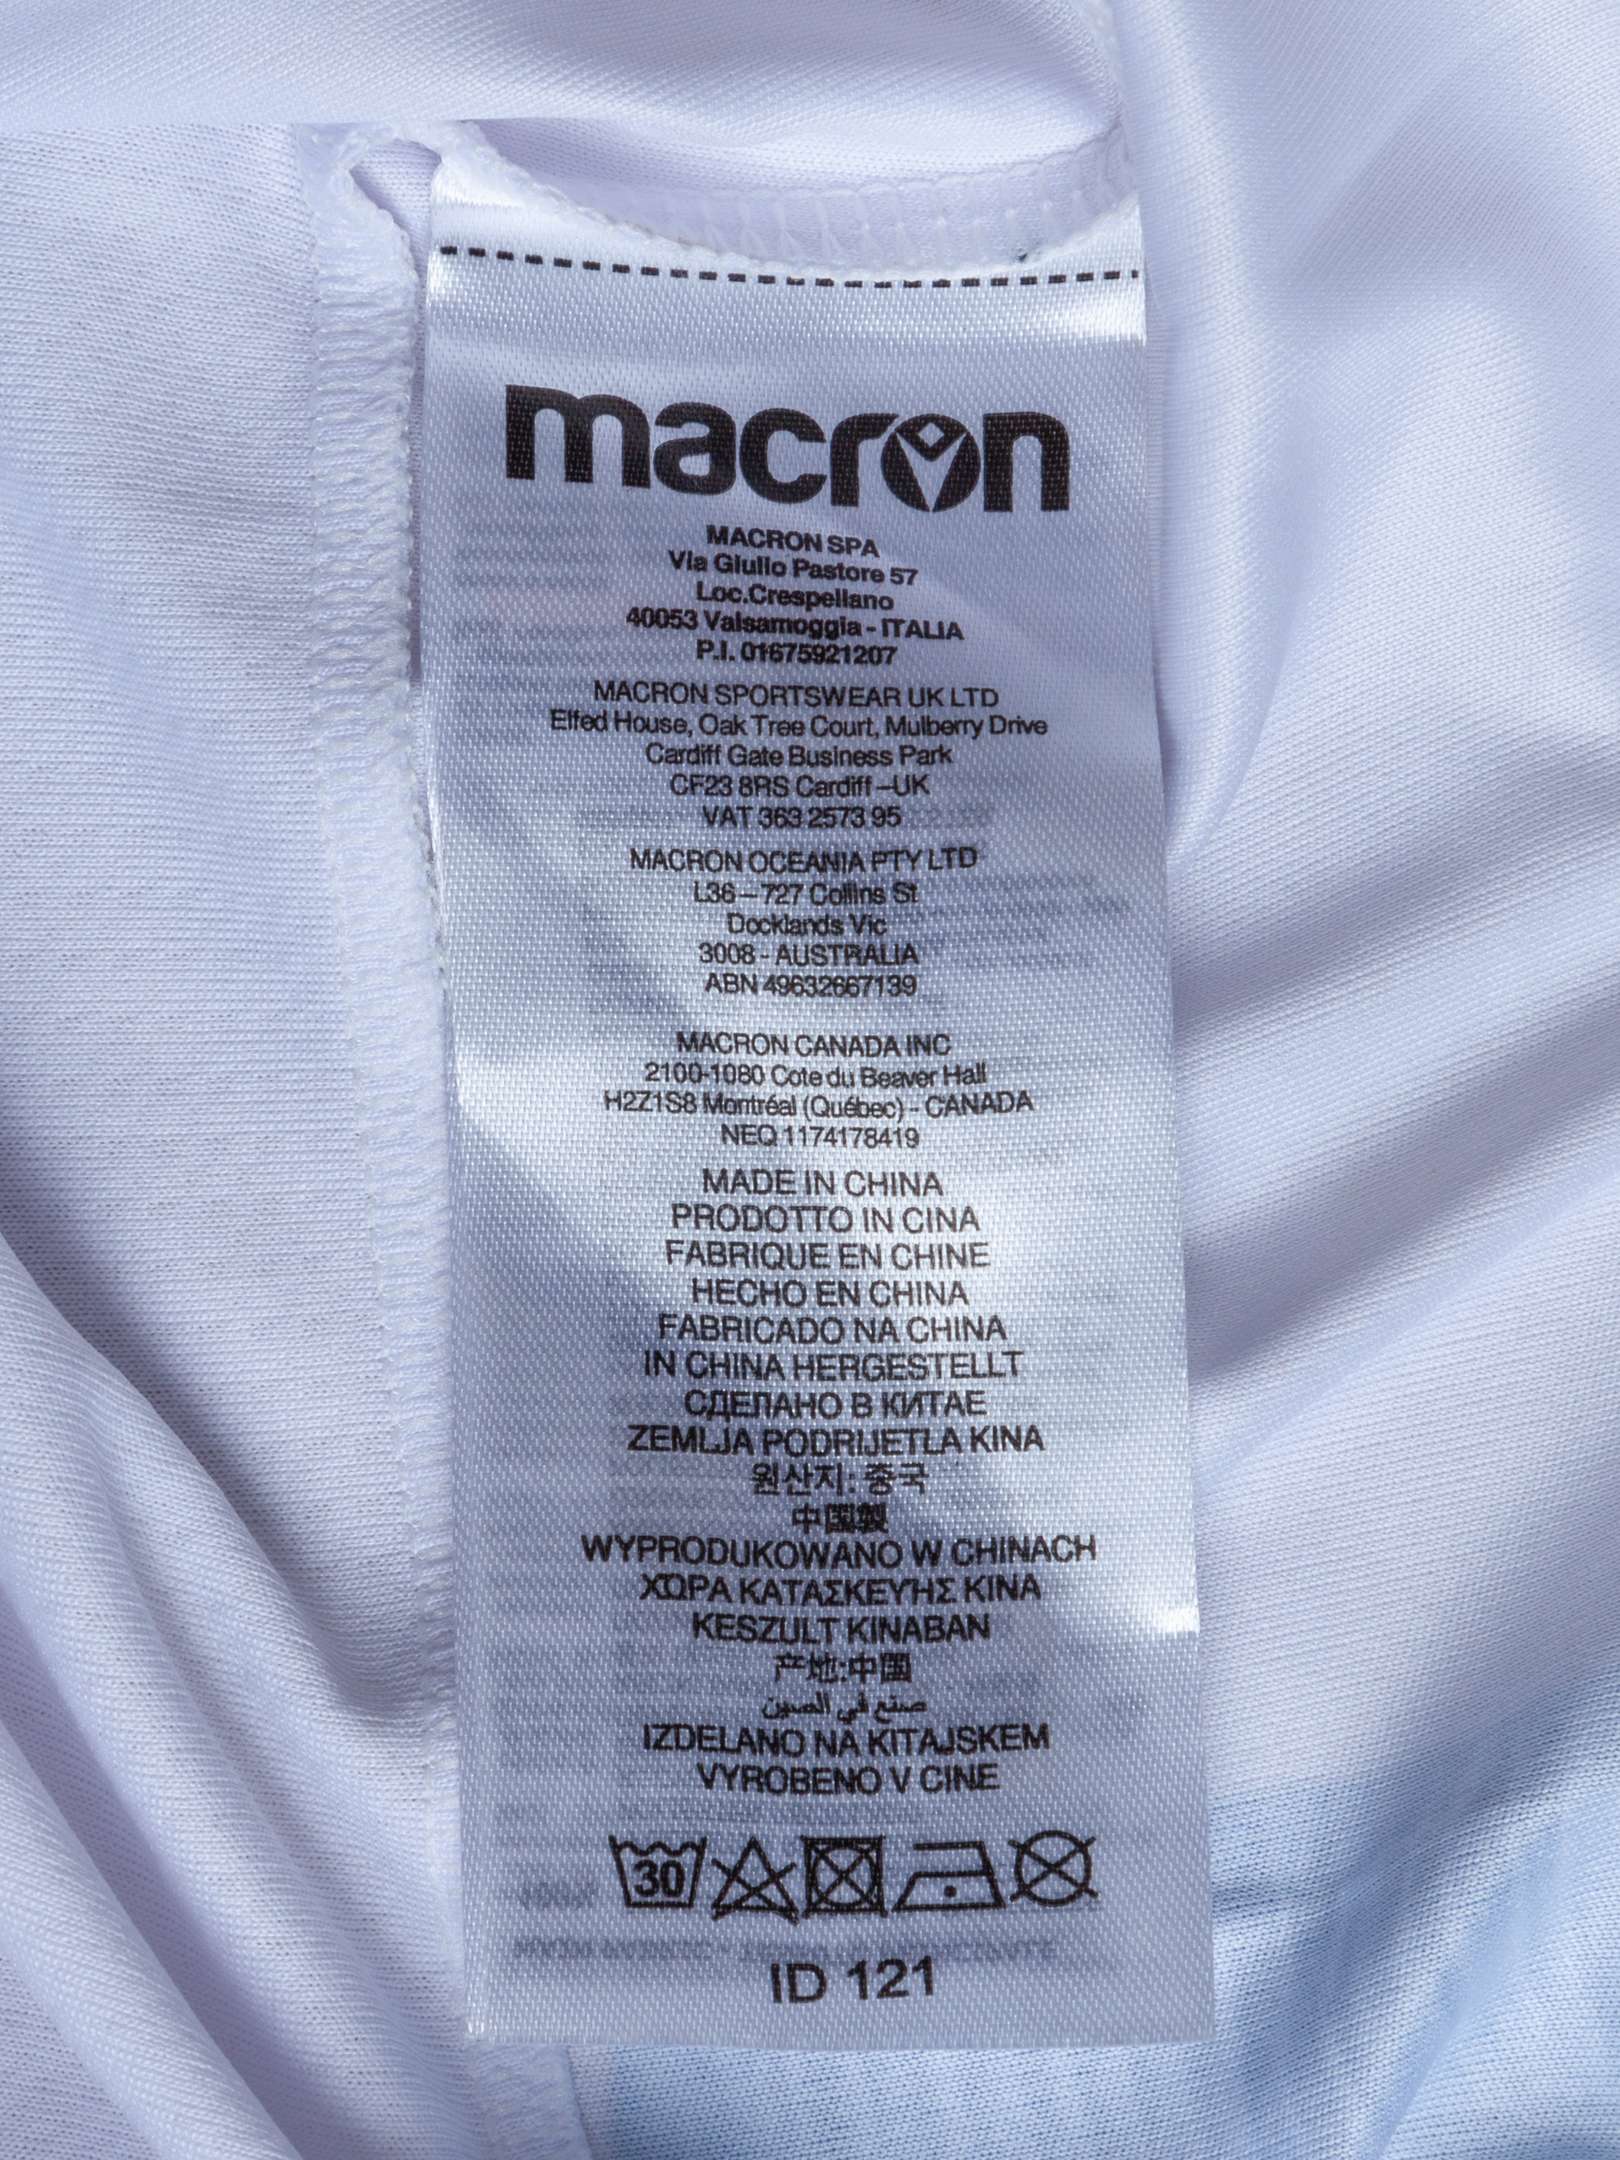 macron
MACRON SPA
Via Giulio Pastore 57
Loc.Crespellano
40053 Valsamoggia - ITALIA
P.I. 01675921207
MACRON SPORTSWEAR UK LTD
Elfed House, Oak Tree Court, Mulberry Drive
Cardiff Gate Business Park
CF23 8RS Cardiff –UK
VAT 363 2573 95
MACRON OCEANIA PTY LTD
L36 – 727 Collins St
Docklands Vic
3008 - AUSTRALIA
ABN 49632667139
MACRON CANADA INC
2100-1080 Cote du Beaver Hall
H2Z1S8 Montréal (Québec) - CANADA
NEQ 1174178419
MADE IN CHINA
PRODOTTO IN CINA
FABRIQUE EN CHINE
HECHO EN CHINA
FABRICADO NA CHINA
IN CHINA HERGESTELLT
СДЕЛАНО В КИТАЕ
ZEMLJA PODRIJETLA KINA
원산지: 중국
中国製
WYPRODUKOWANO W CHINACH
ΧΩΡΑ ΚΑΤΑΣΚΕΥΉΣ ΚΙΝΑ
KESZULT KINABAN
产地:中国
صنع في الصين
IZDELANO NA KITAJSKEM
VYROBENO V CINE
30
ID 121